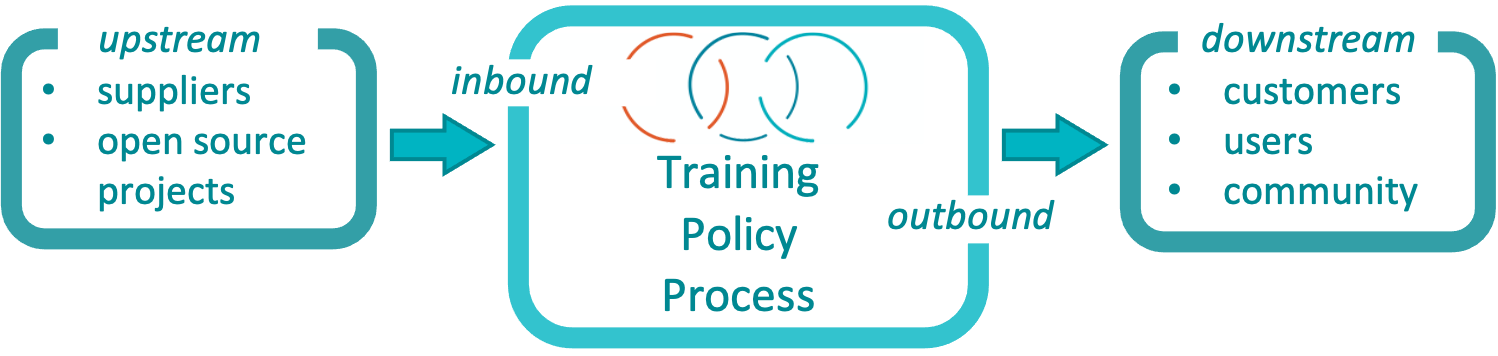 upstream
• suppliers
• open source
projects
inbound
Training
Policy
Process
outbound
downstream
• customers
• users
• community